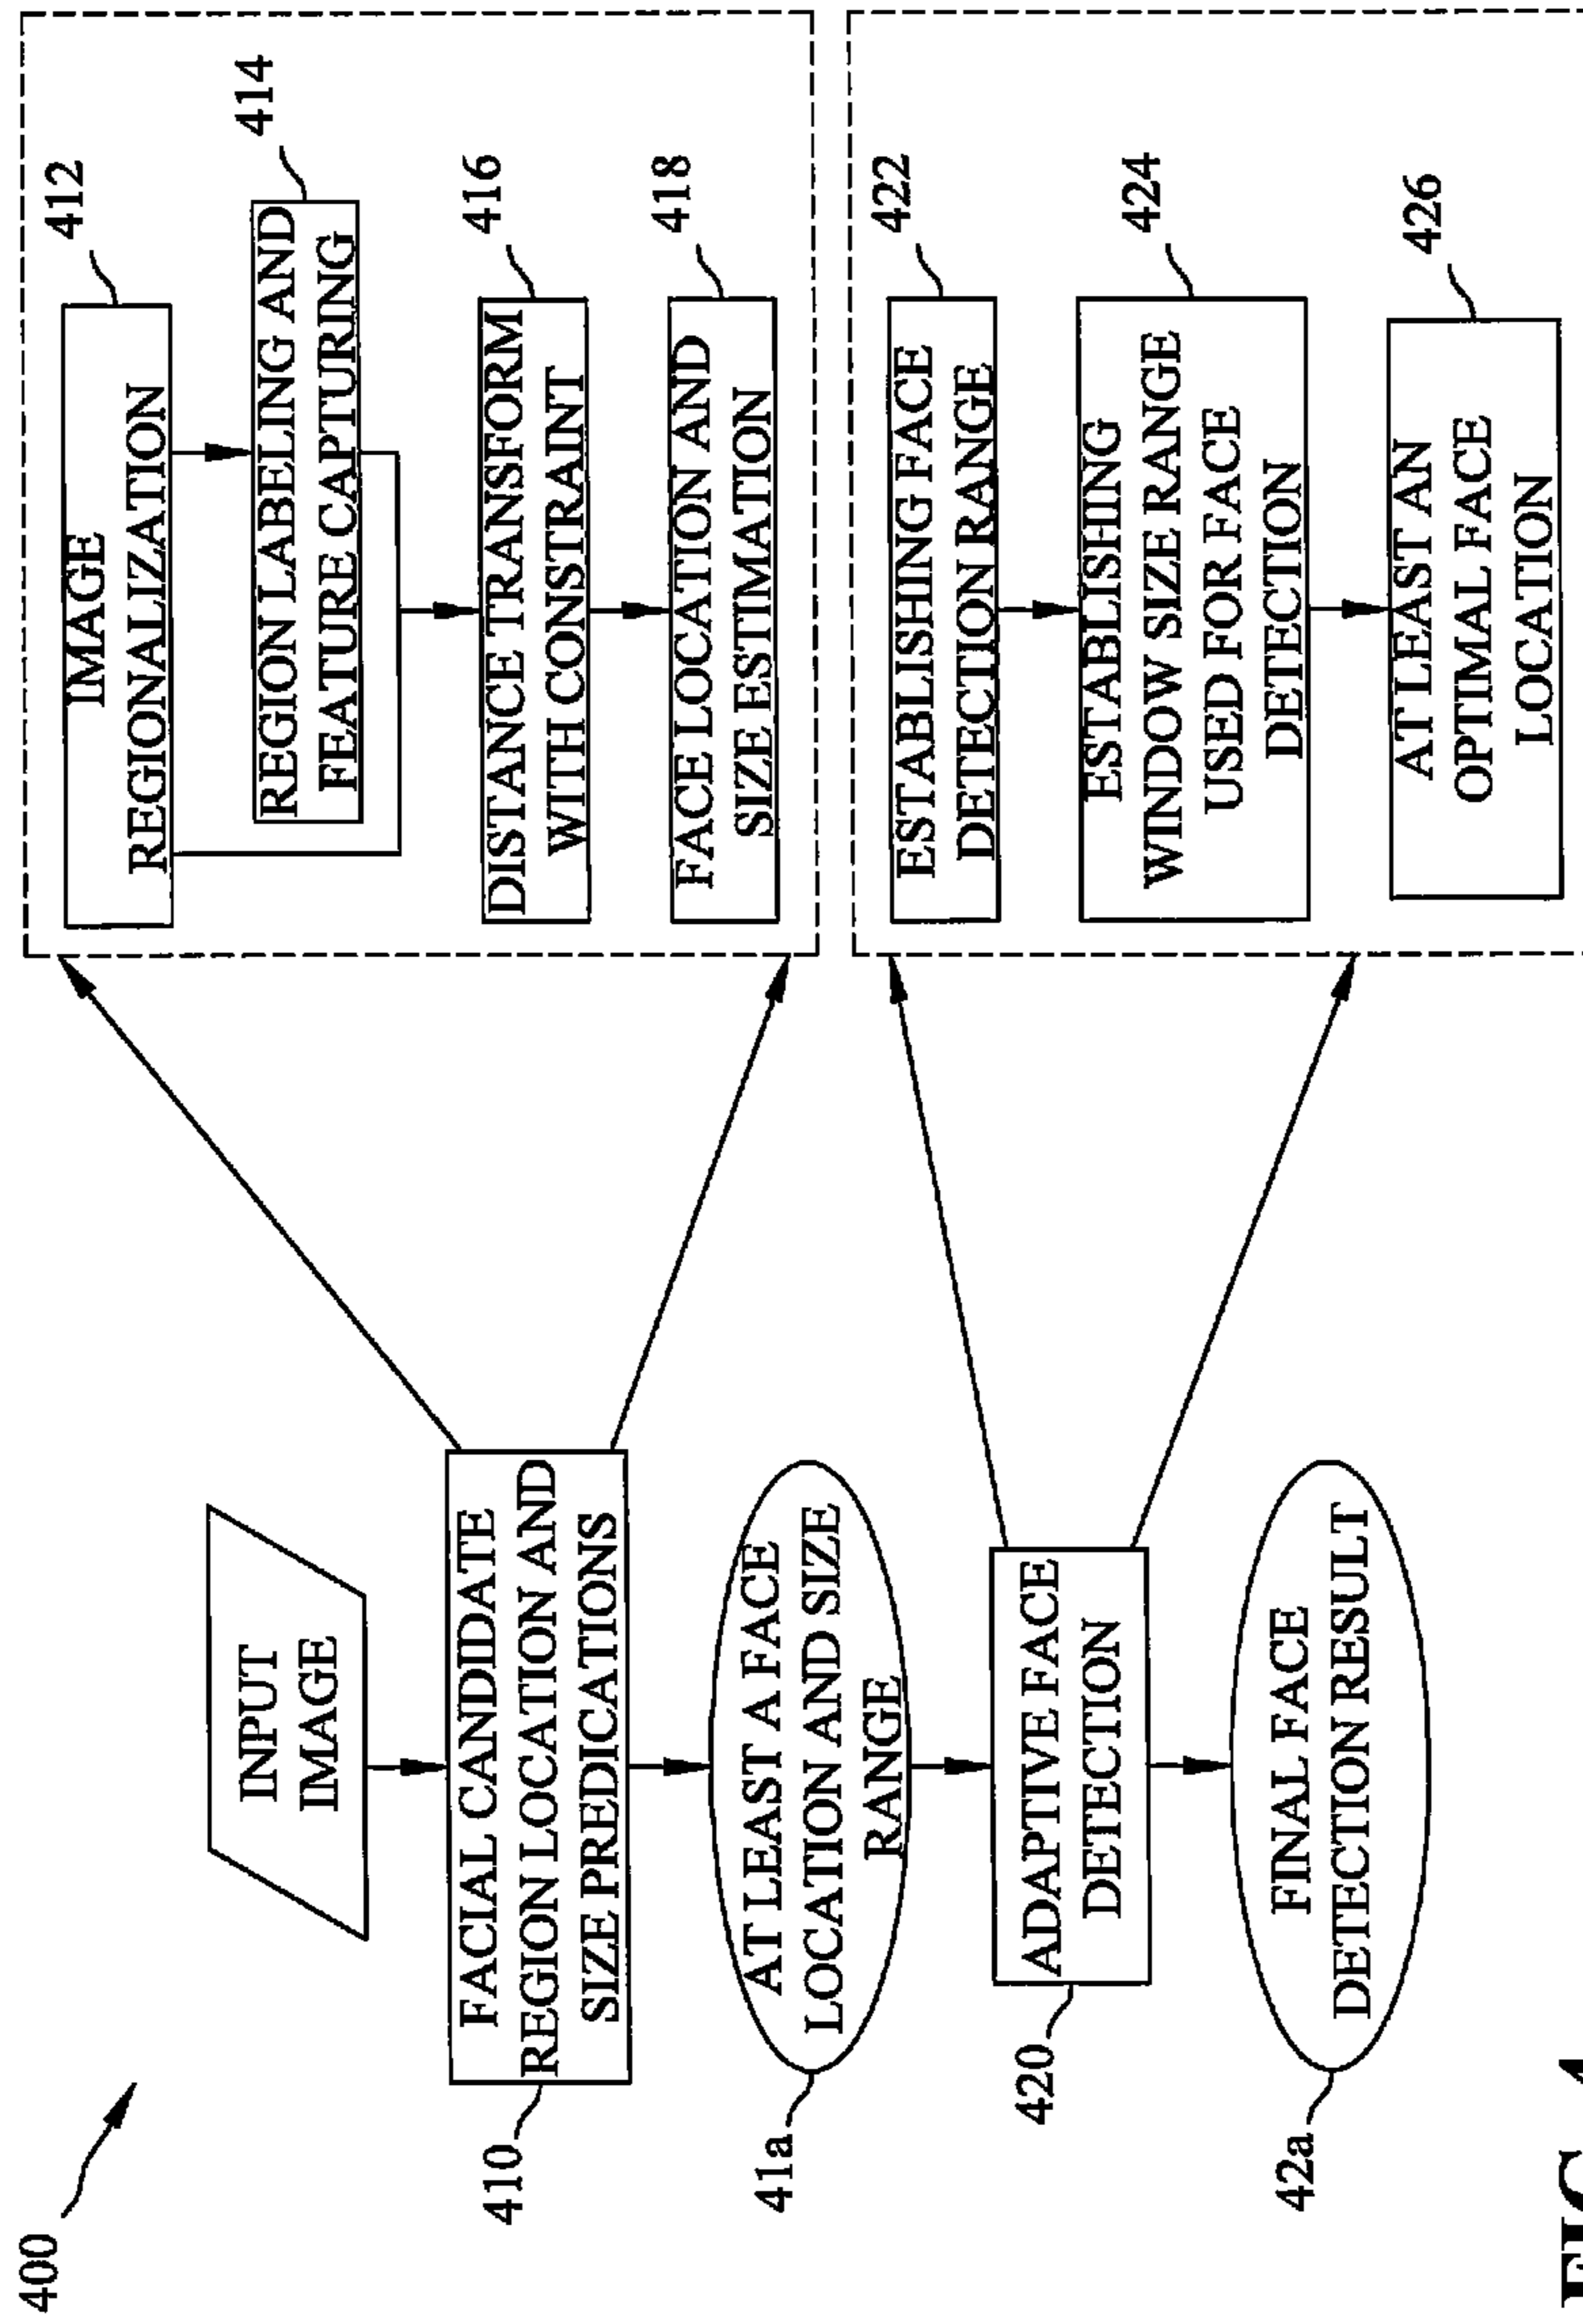 400
INPUT
IMAGE
410
FACIAL CANDIDATE
REGION LOCATION AND
SIZE PREDICATIONS
41a
AT LEAST A FACE
LOCATION AND SIZE
RANGE
420
ADAPTIVE FACE
DETECTION
42a
FINAL FACE
DETECTION RESULT
412
IMAGE
REGIONALIZATION
414
REGION LABELING AND
FEATURE CAPTURING
416
DISTANCE TRANSFORM
WITH CONSTRAINT
418
FACE LOCATION AND
SIZE ESTIMATION
422
ESTABLISHING FACE
DETECTION RANGE
424
ESTABLISHING
WINDOW SIZE RANGE
USED FOR FACE
DETECTION
426
AT LEAST AN
OPTIMAL FACE
LOCATION